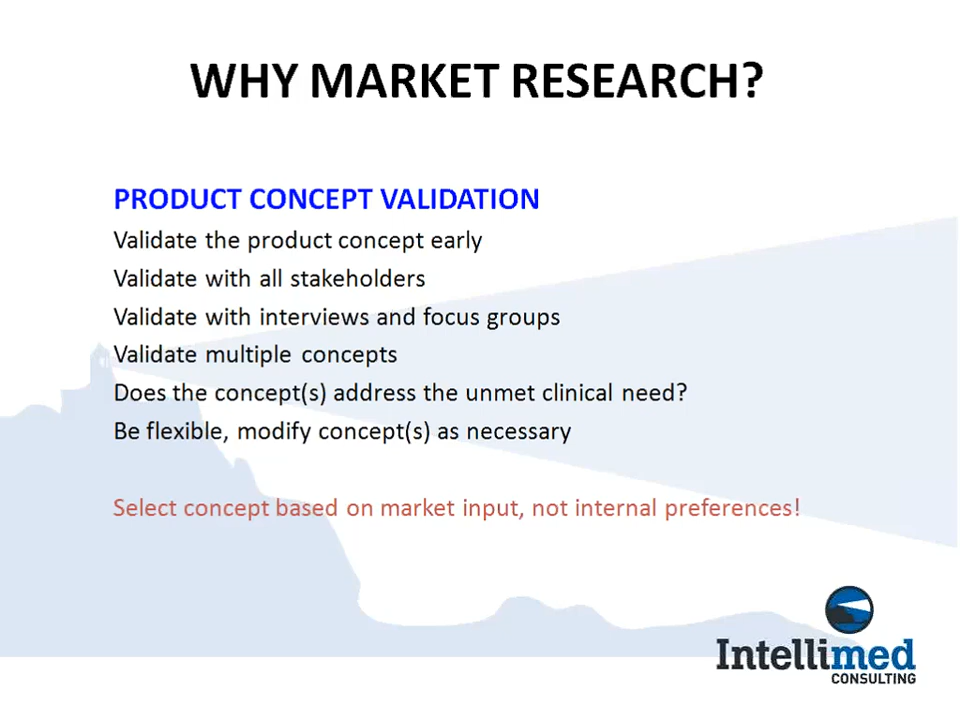 WHY MARKET RESEARCH?
PRODUCT CONCEPT VALIDATION
Validate the product concept early
Validate with all stakeholders
Validate with interviews and focus groups
Validate multiple concepts
Does the concept(s) address the unmet clinical need?
Be flexible, modify concept(s) as necessary
Select concept based on market input, not internal preferences!
Intellimed
CONSULTING